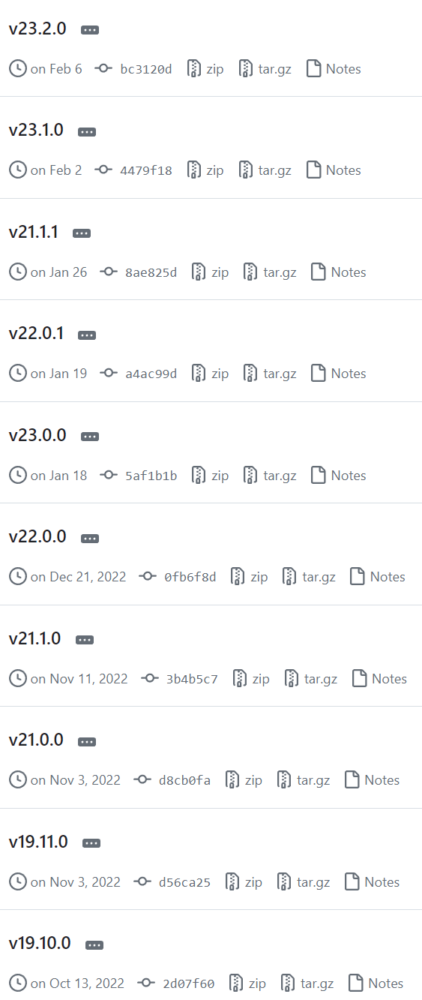 v23.2.0
on Feb 6 bc3120d zip tar.gz Notes
v23.1.0
on Feb 2 4479f18 zip tar.gz Notes
v21.1.1
on Jan 26 8ae825d zip tar.gz Notes
v22.0.1
on Jan 19 a4ac99d zip tar.gz Notes
v23.0.0
on Jan 18 5af1b1b zip tar.gz Notes
v22.0.0
on Dec 21, 2022 0fb6f8d zip tar.gz Notes
v21.1.0
on Nov 11, 2022 3b4b5c7 zip tar.gz Notes
v21.0.0
on Nov 3, 2022 d8cb0fa zip tar.gz Notes
v19.11.0
on Nov 3, 2022 d56ca25 zip tar.gz Notes
v19.10.0
on Oct 13, 2022 2d07f60 zip tar.gz Notes